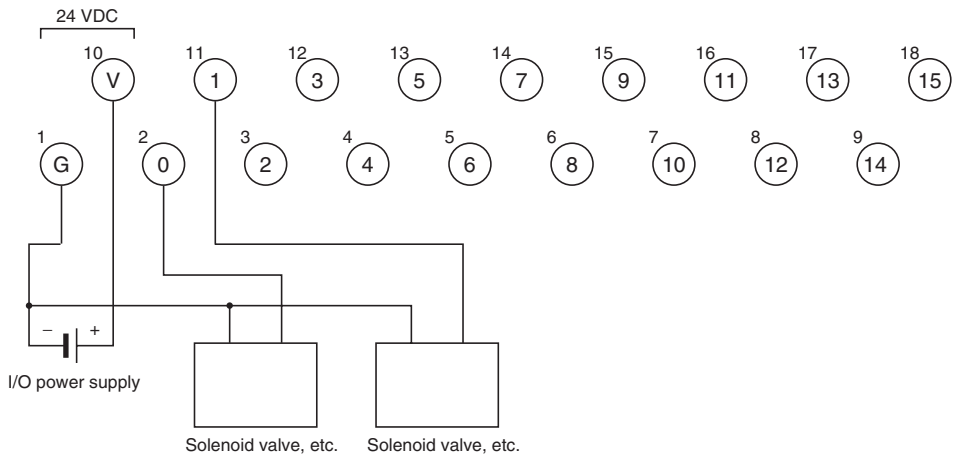 24 VDC
10 11 12 13 14 15 16 17 18
V 1 3 5 7 9 11 13 15
1 2 3 4 5 6 7 8 9
G 0 2 4 6 8 10 12 14
− +
I/O power supply
Solenoid valve, etc. Solenoid valve, etc.